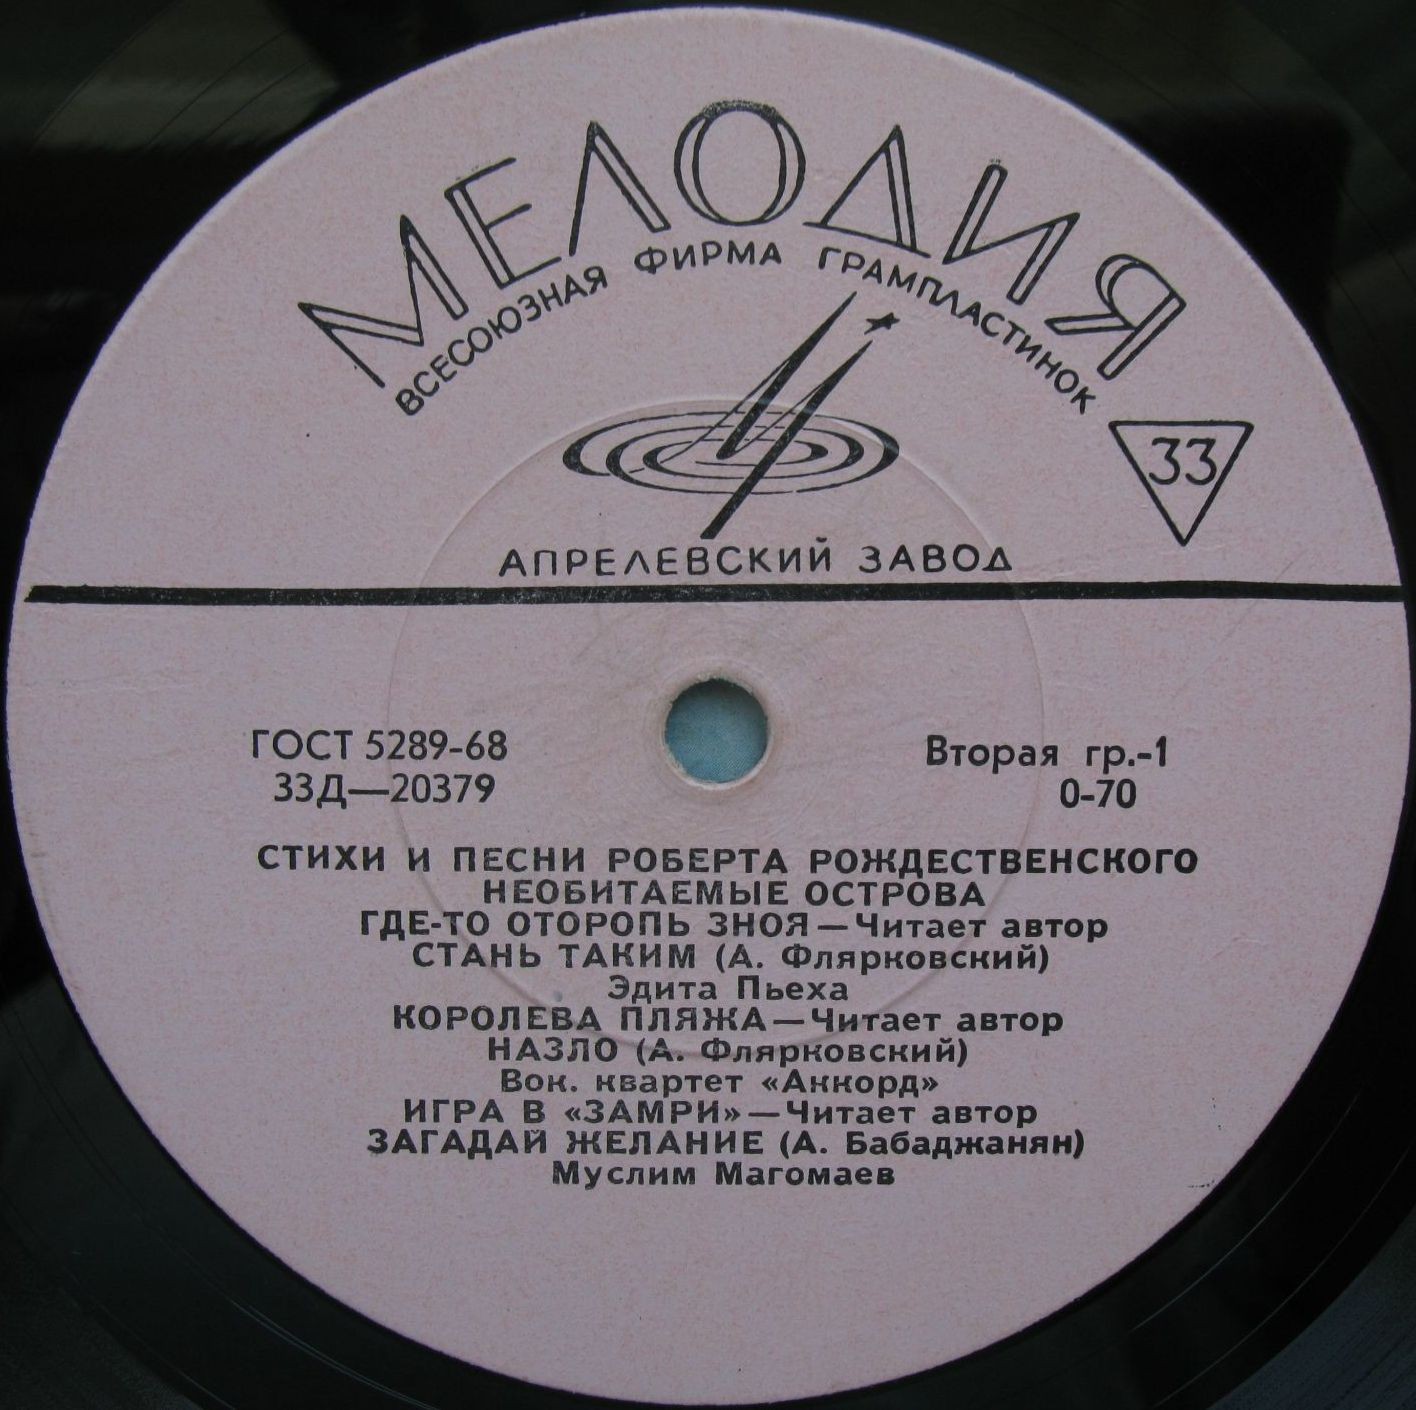 МЕЛОДИЯ
ВСЕСОЮЗНАЯ ФИРМА ГРАМПЛАСТИНОК
33
АПРЕЛЕВСКИЙ ЗАВОД
ГОСТ 5289-68
33Д—20379
Вторая гр.-1
0-70
СТИХИ И ПЕСНИ РОБЕРТА РОЖДЕСТВЕНСКОГО
НЕОБИТАЕМЫЕ ОСТРОВА
ГДЕ-ТО ОТОРОПЬ ЗНОЯ—Читает автор
СТАНЬ ТАКИМ (А. Флярковский)
Эдита Пьеха
КОРОЛЕВА ПЛЯЖА—Читает автор
НАЗЛО (А. Флярковский)
Вок. квартет «Аккорд»
ИГРА В «ЗАМРИ»—Читает автор
ЗАГАДАЙ ЖЕЛАНИЕ (А. Бабаджанян)
Муслим Магомаев